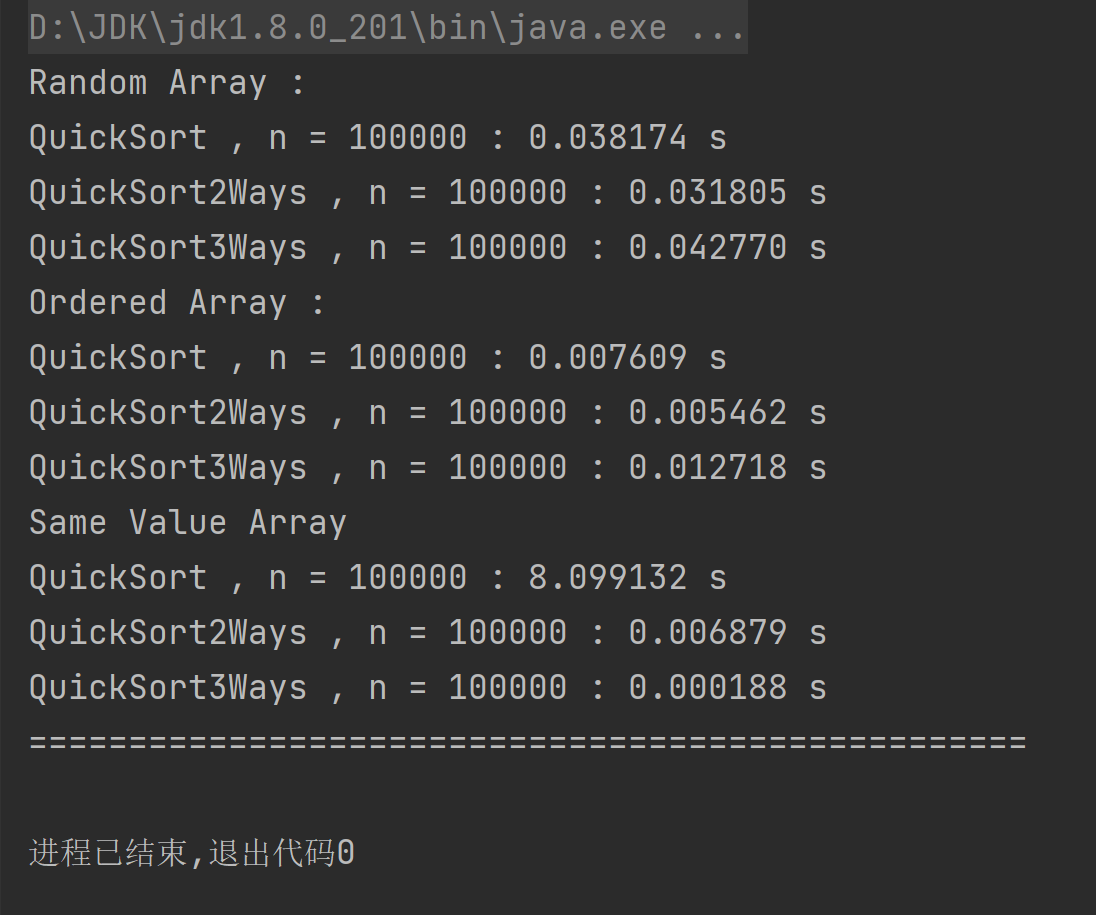 D:\JDK\jdk1.8.0_201\bin\java.exe ...
Random Array :
QuickSort , n = 100000 : 0.038174 s
QuickSort2Ways , n = 100000 : 0.031805 s
QuickSort3Ways , n = 100000 : 0.042770 s
Ordered Array :
QuickSort , n = 100000 : 0.007609 s
QuickSort2Ways , n = 100000 : 0.005462 s
QuickSort3Ways , n = 100000 : 0.012718 s
Same Value Array
QuickSort , n = 100000 : 8.099132 s
QuickSort2Ways , n = 100000 : 0.006879 s
QuickSort3Ways , n = 100000 : 0.000188 s
==================================================
进程已结束,退出代码0